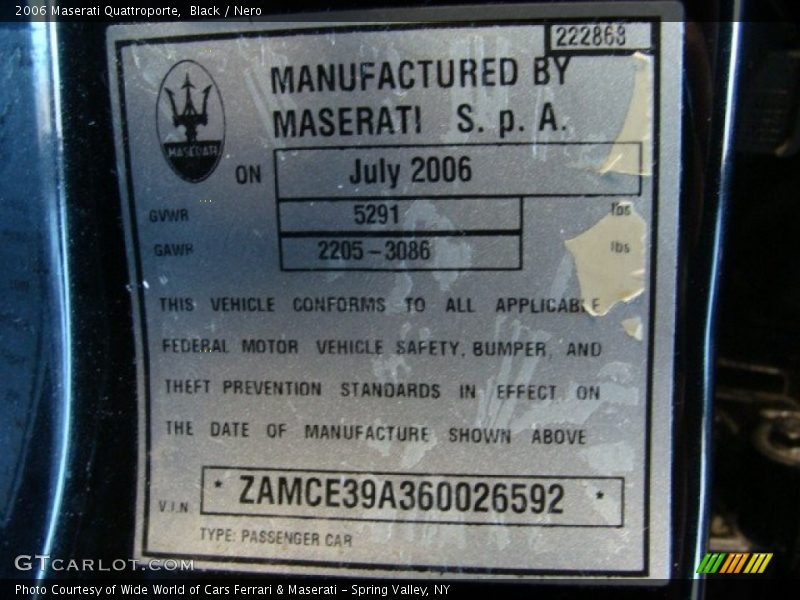 2006 Maserati Quattroporte, Black / Nero
222863
MANUFACTURED BY
MASERATI S. p. A.
MASERATI
ON July 2006
GVWR 5291 lbs
GAWR 2205-3086 lbs
THIS VEHICLE CONFORMS TO ALL APPLICABLE
FEDERAL MOTOR VEHICLE SAFETY, BUMPER, AND
THEFT PREVENTION STANDARDS IN EFFECT ON
THE DATE OF MANUFACTURE SHOWN ABOVE
V.I.N. * ZAMCE39A360026592 *
TYPE: PASSENGER CAR
GTCARLOT.COM
Photo Courtesy of Wide World of Cars Ferrari & Maserati - Spring Valley, NY